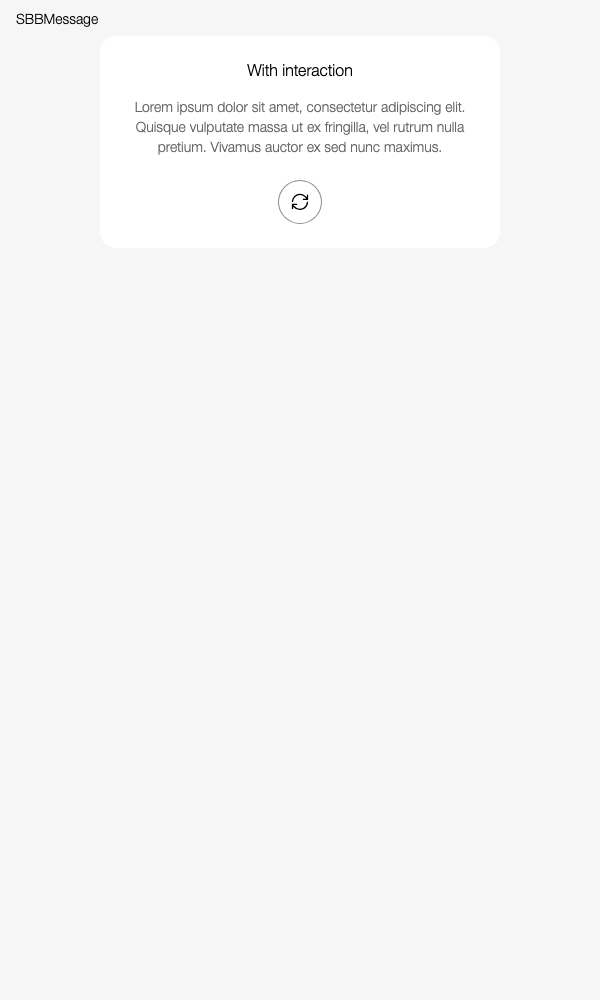 SBBMessage
With interaction
Lorem ipsum dolor sit amet, consectetur adipiscing elit.
Quisque vulputate massa ut ex fringilla, vel rutrum nulla
pretium. Vivamus auctor ex sed nunc maximus.